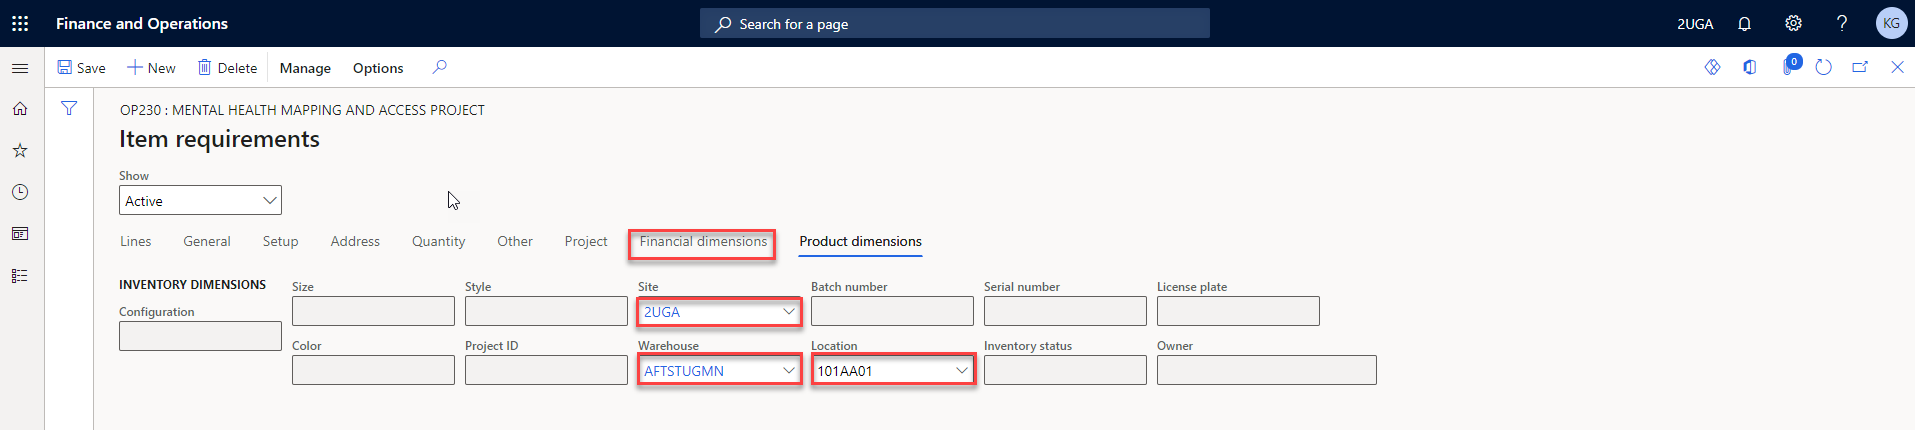 Finance and Operations
Search for a page
2UGA
KG
Save
New
Delete
Manage
Options
0
OP230 : MENTAL HEALTH MAPPING AND ACCESS PROJECT
Item requirements
Show
Active
Lines General Setup Address Quantity Other Project Financial dimensions Product dimensions
INVENTORY DIMENSIONS
Configuration
Size
Color
Style
Project ID
Site
2UGA
Warehouse
AFTSTUGMN
Batch number
Location
101AA01
Serial number
Inventory status
License plate
Owner